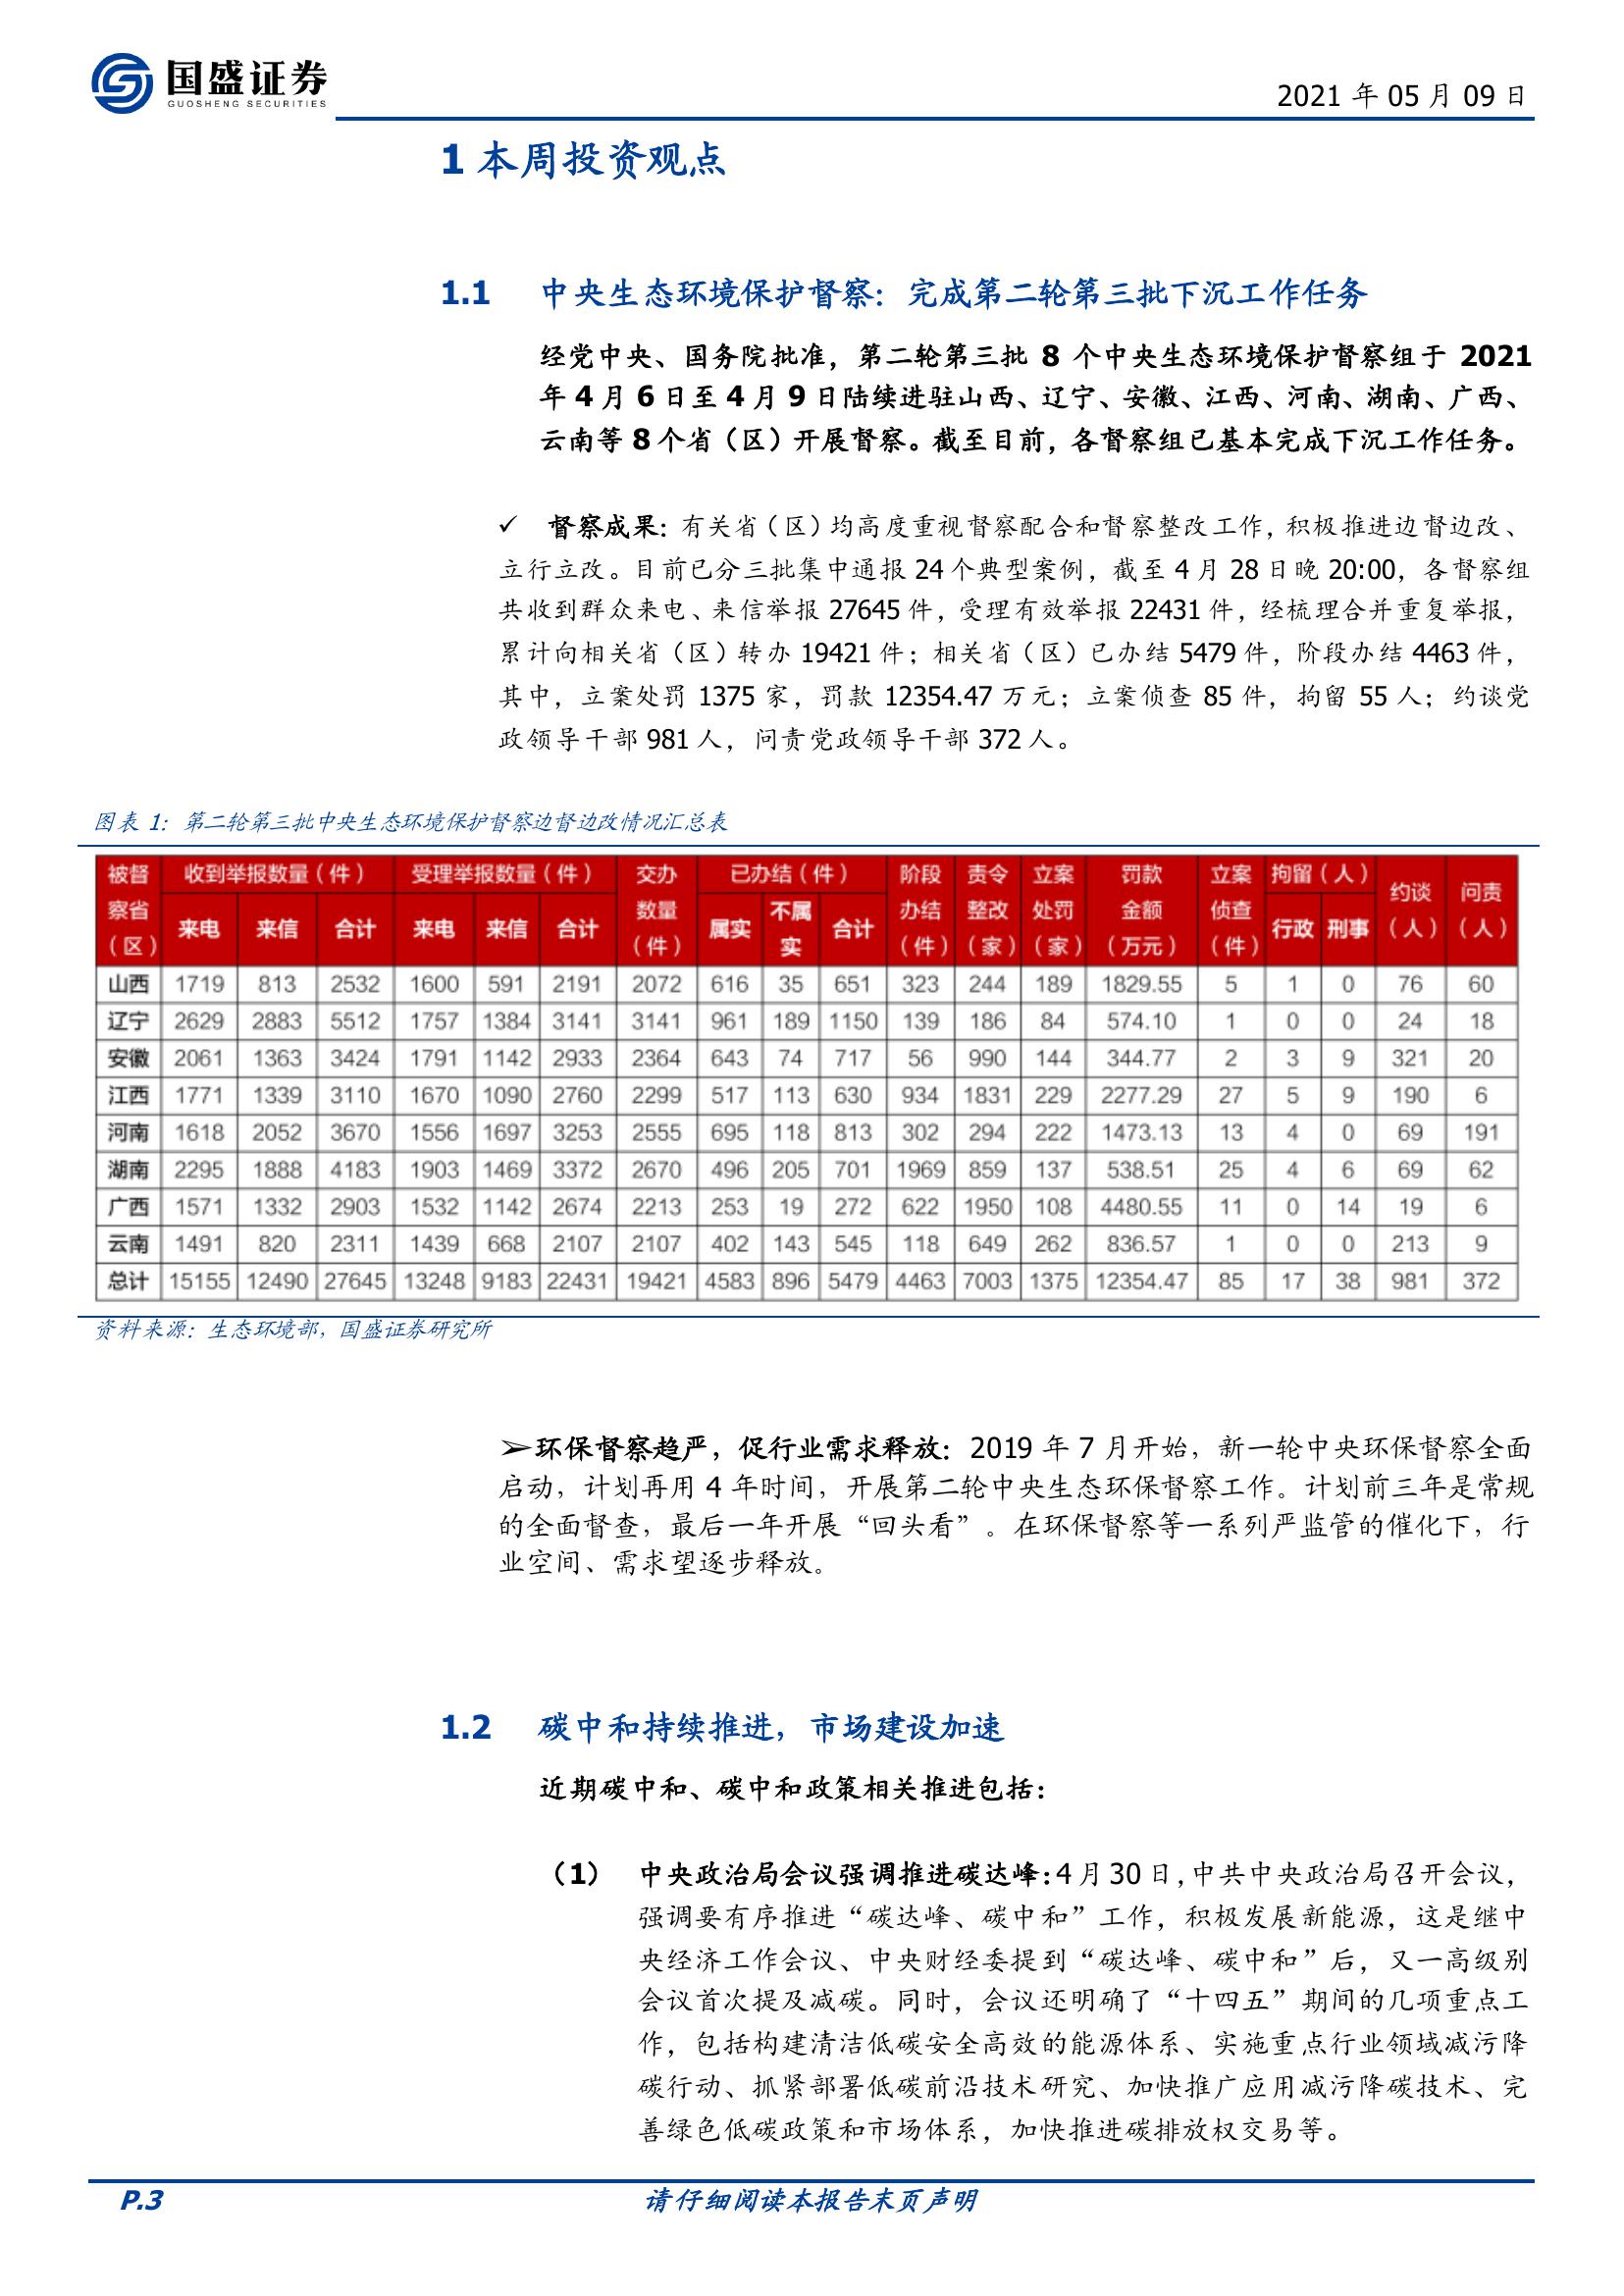 国盛证券
GUOSHENG SECURITIES
2021 年 05 月 09 日
1 本周投资观点
1.1 中央生态环境保护督察：完成第二轮第三批下沉工作任务
经党中央、国务院批准，第二轮第三批 8 个中央生态环境保护督察组于 2021
年 4 月 6 日至 4 月 9 日陆续进驻山西、辽宁、安徽、江西、河南、湖南、广西、
云南等 8 个省（区）开展督察。截至目前，各督察组已基本完成下沉工作任务。
✓ 督察成果：有关省（区）均高度重视督察配合和督察整改工作，积极推进边督边改、
立行立改。目前已分三批集中通报 24 个典型案例，截至 4 月 28 日晚 20:00，各督察组
共收到群众来电、来信举报 27645 件，受理有效举报 22431 件，经梳理合并重复举报，
累计向相关省（区）转办 19421 件；相关省（区）已办结 5479 件，阶段办结 4463 件，
其中，立案处罚 1375 家，罚款 12354.47 万元；立案侦查 85 件，拘留 55 人；约谈党
政领导干部 981 人，问责党政领导干部 372 人。
图表 1：第二轮第三批中央生态环境保护督察边督边改情况汇总表
被督察省（区） 收到举报数量（件） 受理举报数量（件） 交办数量（件） 已办结（件） 阶段办结（件） 责令整改（家） 立案处罚（家） 罚款金额（万元） 立案侦查（件） 拘留（人） 约谈（人） 问责（人）
来电 来信 合计 来电 来信 合计 属实 不属实 合计 行政 刑事
山西 1719 813 2532 1600 591 2191 2072 616 35 651 323 244 189 1829.55 5 1 0 76 60
辽宁 2629 2883 5512 1757 1384 3141 3141 961 189 1150 139 186 84 574.10 1 0 0 24 18
安徽 2061 1363 3424 1791 1142 2933 2364 643 74 717 56 990 144 344.77 2 3 9 321 20
江西 1771 1339 3110 1670 1090 2760 2299 517 113 630 934 1831 229 2277.29 27 5 9 190 6
河南 1618 2052 3670 1556 1697 3253 2555 695 118 813 302 294 222 1473.13 13 4 0 69 191
湖南 2295 1888 4183 1903 1469 3372 2670 496 205 701 1969 859 137 538.51 25 4 6 69 62
广西 1571 1332 2903 1532 1142 2674 2213 253 19 272 622 1950 108 4480.55 11 0 14 19 6
云南 1491 820 2311 1439 668 2107 2107 402 143 545 118 649 262 836.57 1 0 0 213 9
总计 15155 12490 27645 13248 9183 22431 19421 4583 896 5479 4463 7003 1375 12354.47 85 17 38 981 372
资料来源：生态环境部，国盛证券研究所
➢环保督察趋严，促行业需求释放：2019 年 7 月开始，新一轮中央环保督察全面
启动，计划再用 4 年时间，开展第二轮中央生态环保督察工作。计划前三年是常规
的全面督查，最后一年开展“回头看”。在环保督察等一系列严监管的催化下，行
业空间、需求望逐步释放。
1.2 碳中和持续推进，市场建设加速
近期碳中和、碳中和政策相关推进包括：
（1） 中央政治局会议强调推进碳达峰：4 月 30 日，中共中央政治局召开会议，
强调要有序推进“碳达峰、碳中和”工作，积极发展新能源，这是继中
央经济工作会议、中央财经委提到“碳达峰、碳中和”后，又一高级别
会议首次提及减碳。同时，会议还明确了“十四五”期间的几项重点工
作，包括构建清洁低碳安全高效的能源体系、实施重点行业领域减污降
碳行动、抓紧部署低碳前沿技术研究、加快推广应用减污降碳技术、完
善绿色低碳政策和市场体系，加快推进碳排放权交易等。
P.3
请仔细阅读本报告末页声明